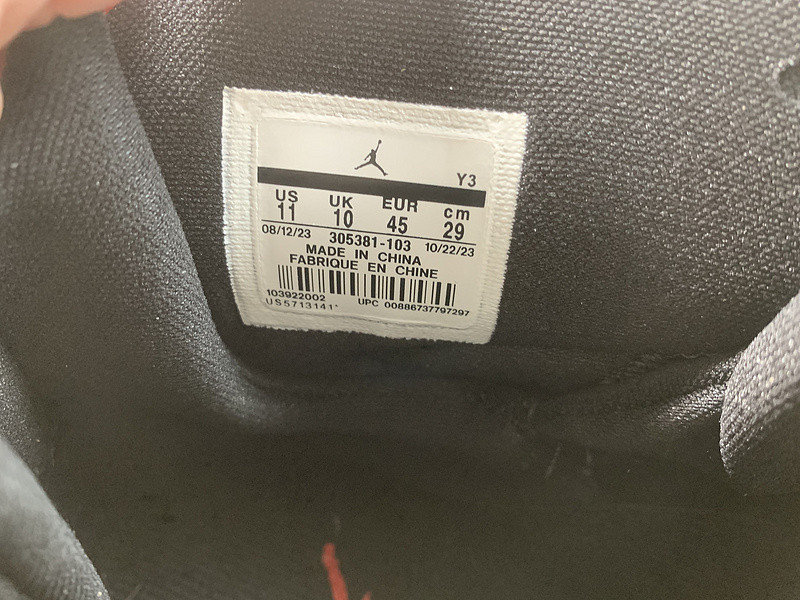 Y3
US UK EUR cm
11 10 45 29
08/12/23 305381-103 10/22/23
MADE IN CHINA
FABRIQUE EN CHINE
103922002
US5713141* UPC 00886737797297